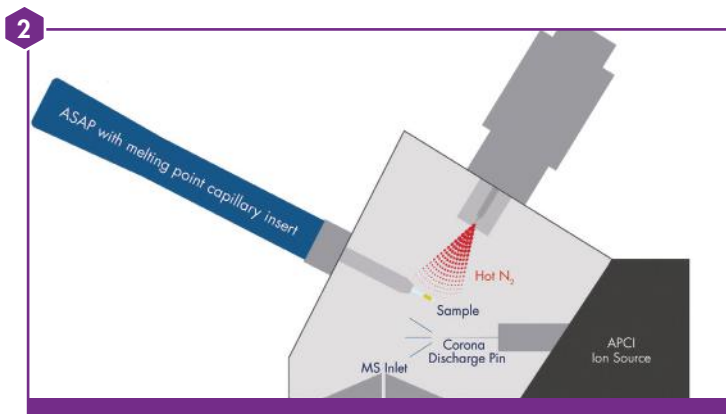 2
ASAP with melting point capillary insert
Hot N₂
Sample
Corona
Discharge Pin
MS Inlet
APCI
Ion Source